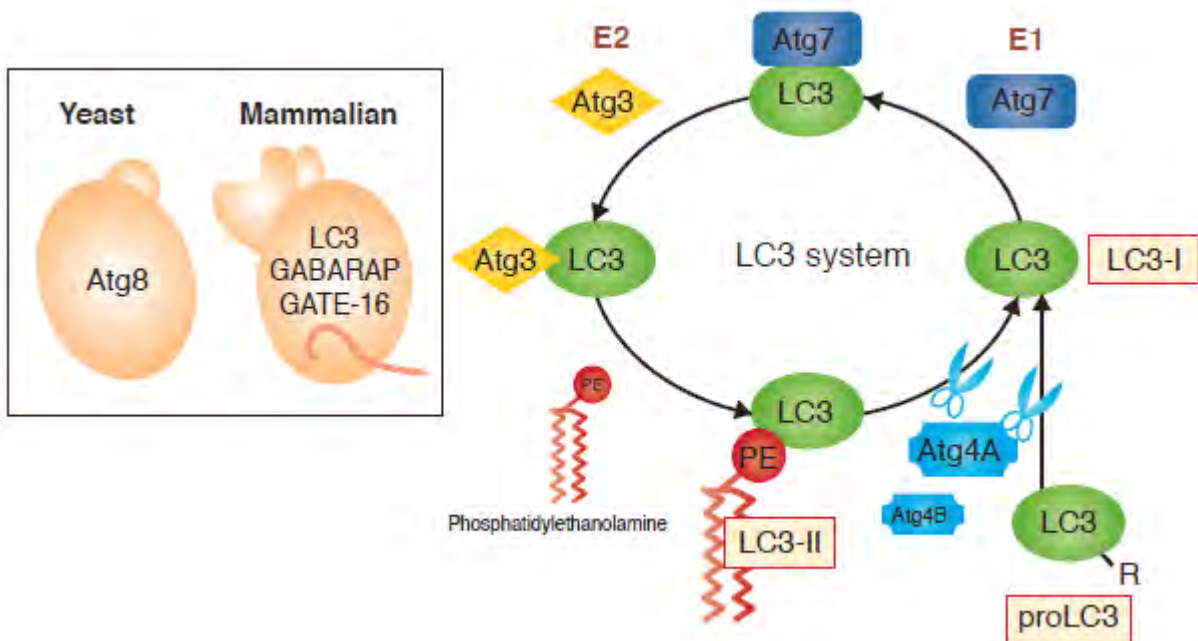 Yeast
Mammalian
Atg8
LC3
GABARAP
GATE-16
E2
Atg7
E1
Atg3
LC3
Atg7
Atg3
LC3
LC3 system
LC3
LC3-I
PE
LC3
PE
Atg4A
Phosphatidylethanolamine
LC3-II
Atg4B
LC3
R
proLC3